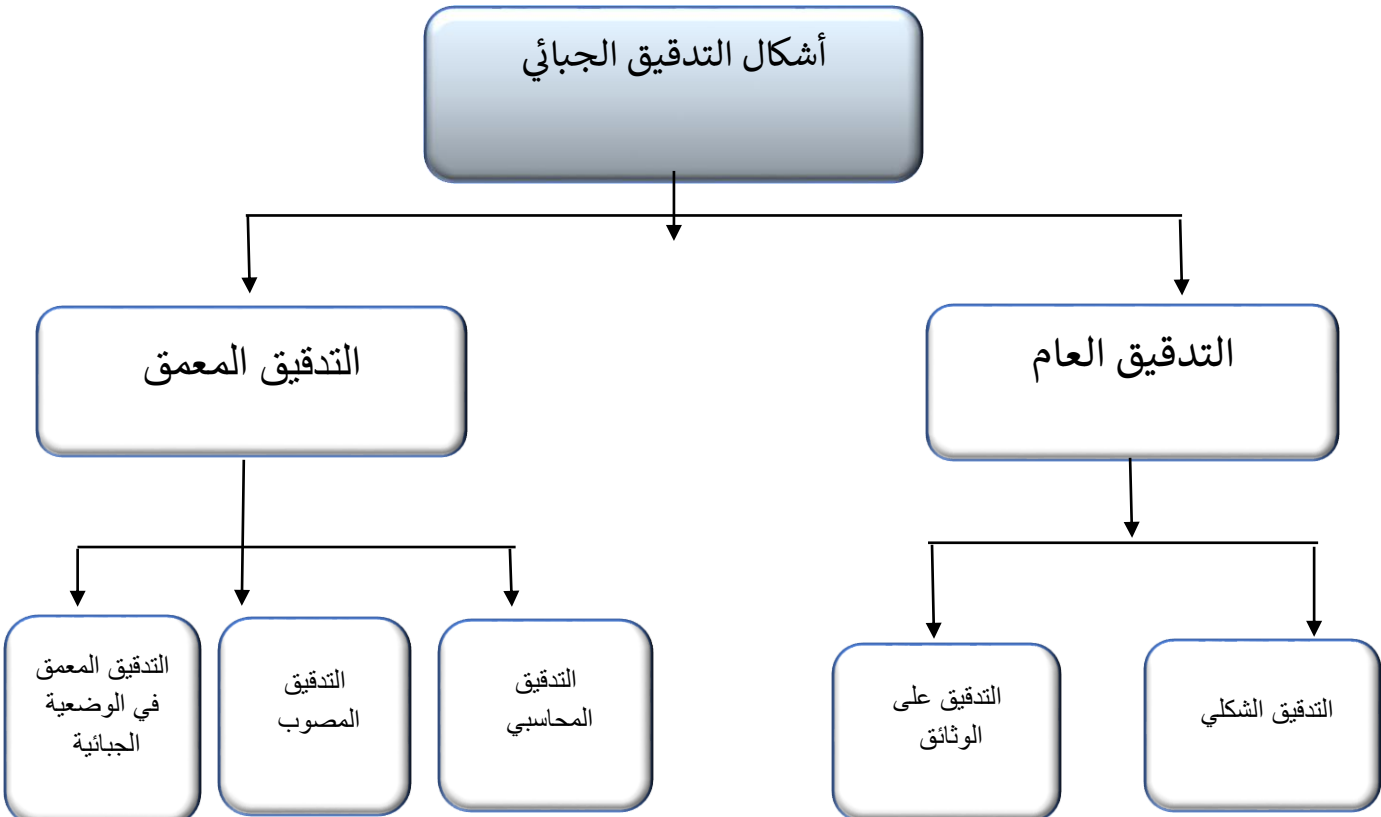 أشكال التدقيق الجبائي
التدقيق العام
التدقيق المعمق
التدقيق الشكلي
التدقيق على
الوثائق
التدقيق
المحاسبي
التدقيق
المصوب
التدقيق المعمق
في الوضعية
الجبائية